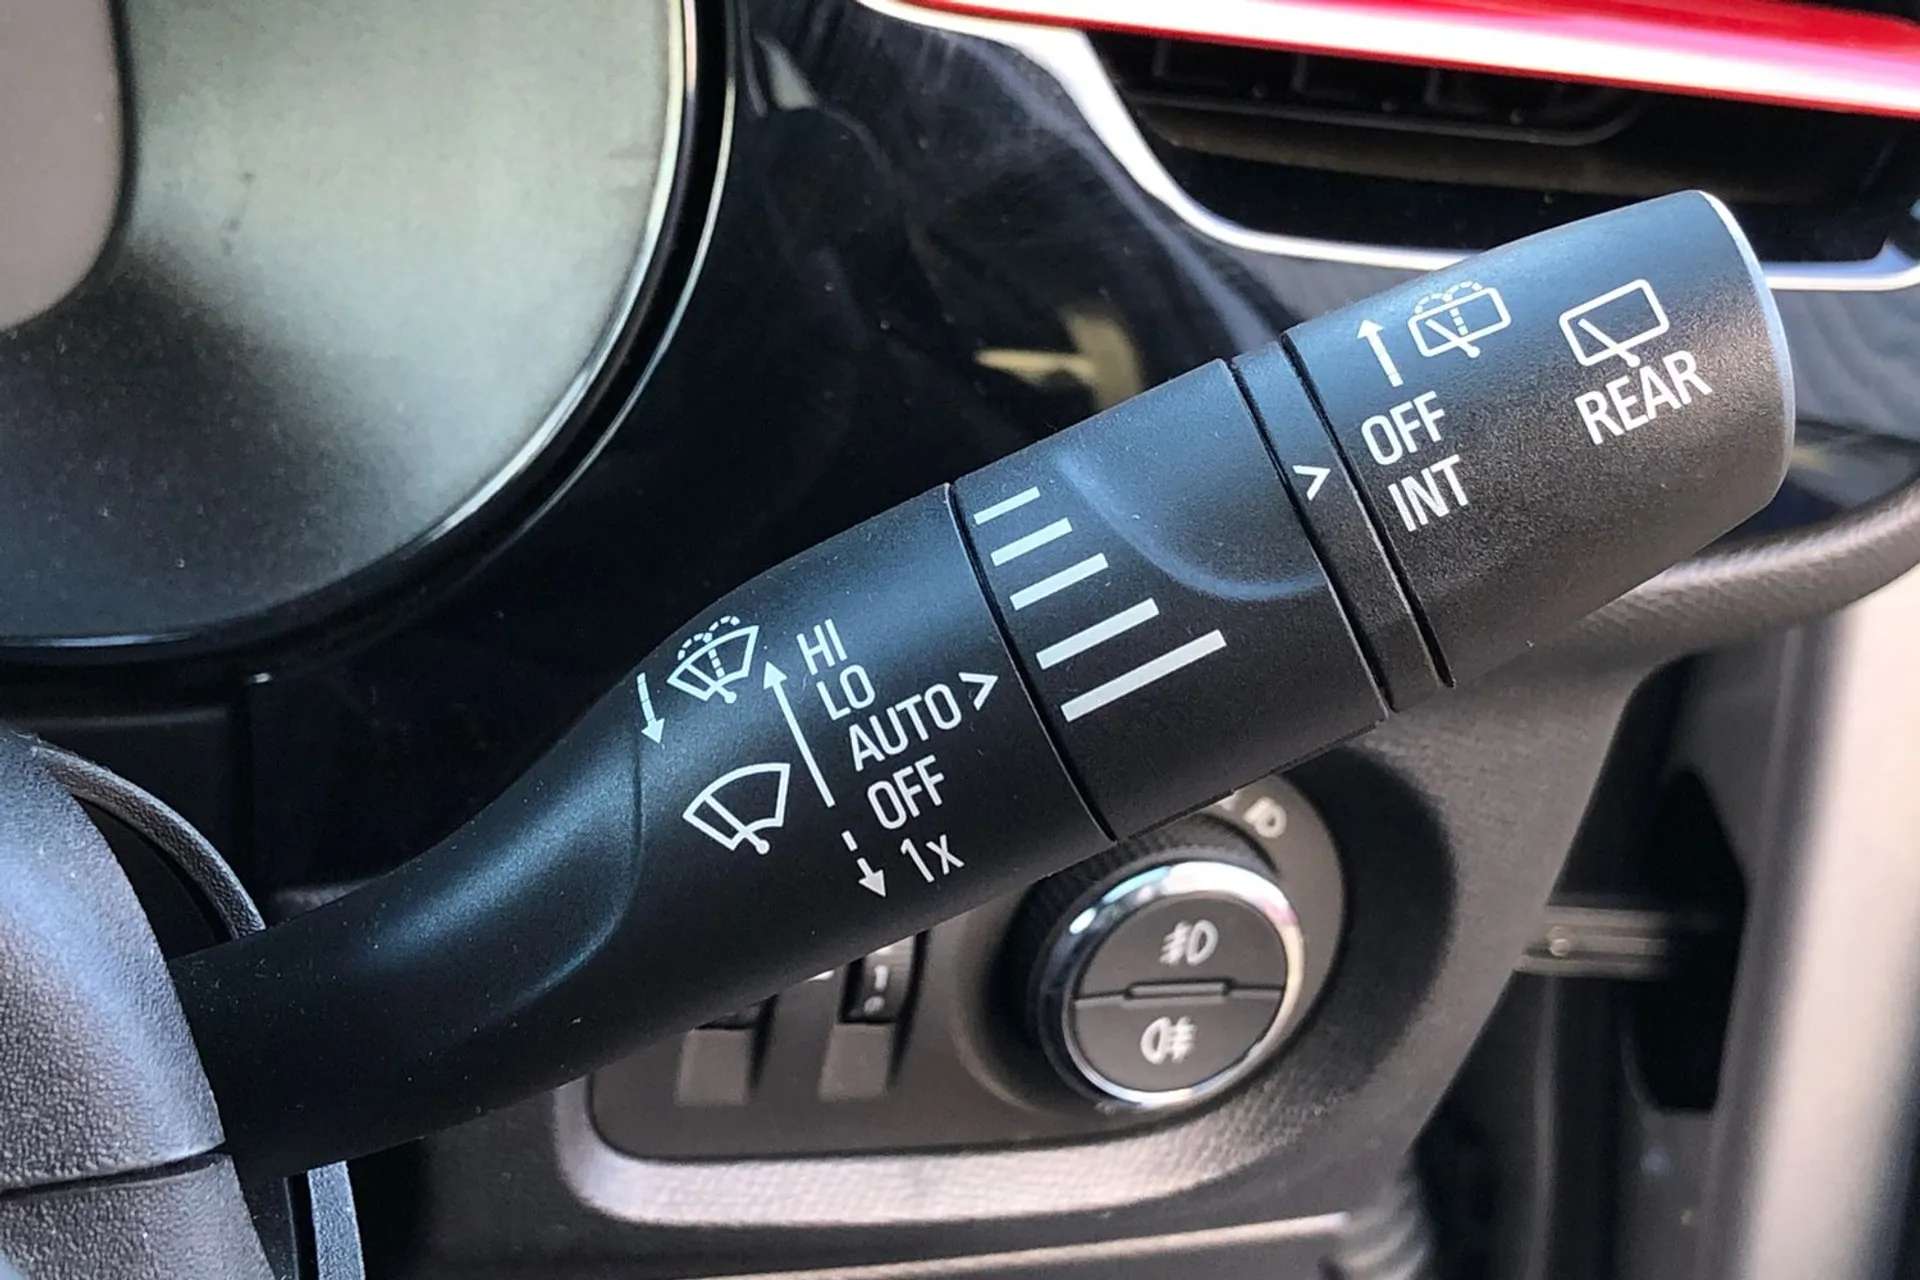 HI
LO
AUTO >
OFF
1x
>
OFF
INT
REAR